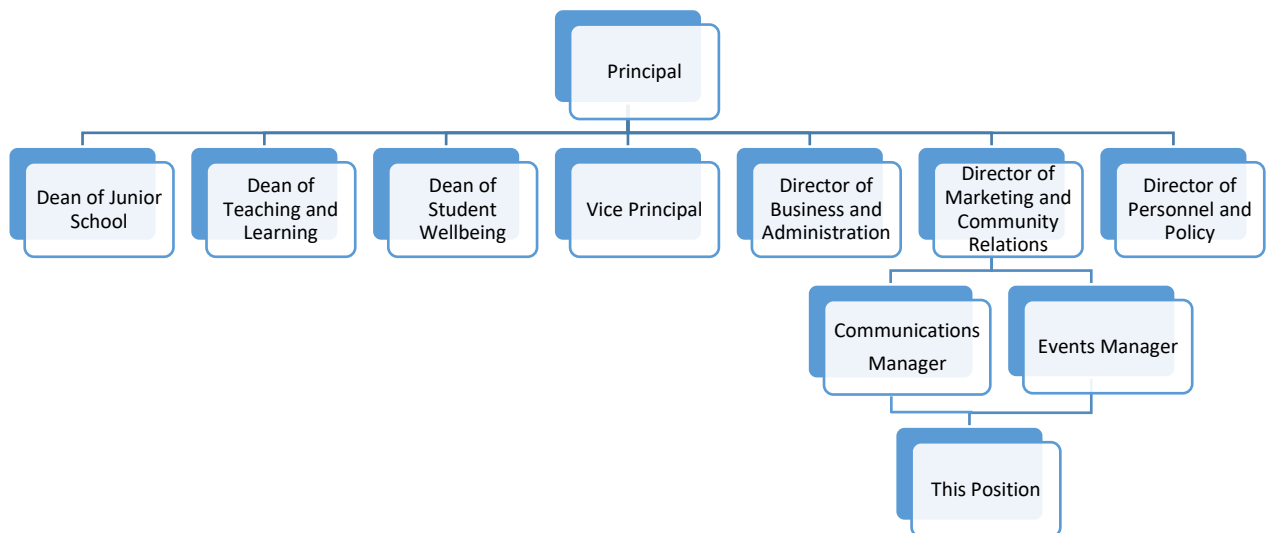 Principal
Dean of Junior
School
Dean of
Teaching and
Learning
Dean of
Student
Wellbeing
Vice Principal
Director of
Business and
Administration
Director of
Marketing and
Community
Relations
Director of
Personnel and
Policy
Communications
Manager
Events Manager
This Position